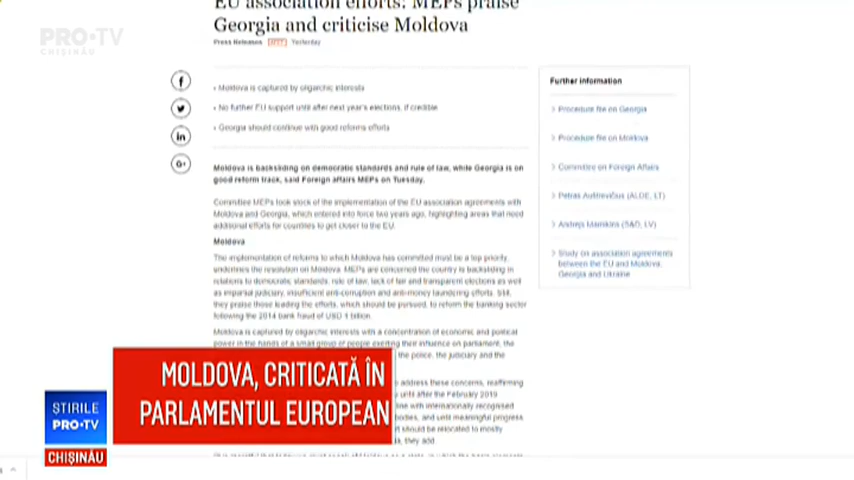 EU association efforts: MEPs praise
Georgia and criticise Moldova
Press Releases AFET Yesterday
PRO•TV
CHIȘINĂU
• Moldova is captured by oligarchic interests
• No further EU support until after next year's elections, if credible
• Georgia should continue with good reforms efforts
Moldova is backsliding on democratic standards and rule of law, while Georgia is on
good reform track, said Foreign affairs MEPs on Tuesday.
Committee MEPs took stock of the implementation of the EU association agreements with
Moldova and Georgia, which entered into force two years ago, highlighting areas that need
additional efforts for countries to get closer to the EU.
Moldova
The implementation of reforms to which Moldova has committed must be a top priority,
underlines the resolution on Moldova. MEPs are concerned the country is backsliding in
relations to democratic standards, rule of law, lack of fair and transparent elections as well
as impartial judiciary, insufficient anti-corruption and anti-money laundering efforts. Still,
they praise those leading the efforts, which should be pursued, to reform the banking sector
following the 2014 bank fraud of USD 1 billion.
Moldova is captured by oligarchic interests with a concentration of economic and political
power in the hands of a small group of people exerting their influence on parliament, the
the police, the judiciary and the
address these concerns, reaffirming
until after the February 2019
line with internationally recognised
bodies, and until meaningful progress
should be relocated to mostly
they add.
Further information
Procedure file on Georgia
Procedure file on Moldova
Committee on Foreign Affairs
Petras Auštrevičius (ALDE, LT)
Andrejs Mamikins (S&D, LV)
Study on association agreements
between the EU and Moldova,
Georgia and Ukraine
MOLDOVA, CRITICATĂ ÎN
PARLAMENTUL EUROPEAN
ȘTIRILE
PRO•TV
CHIȘINĂU